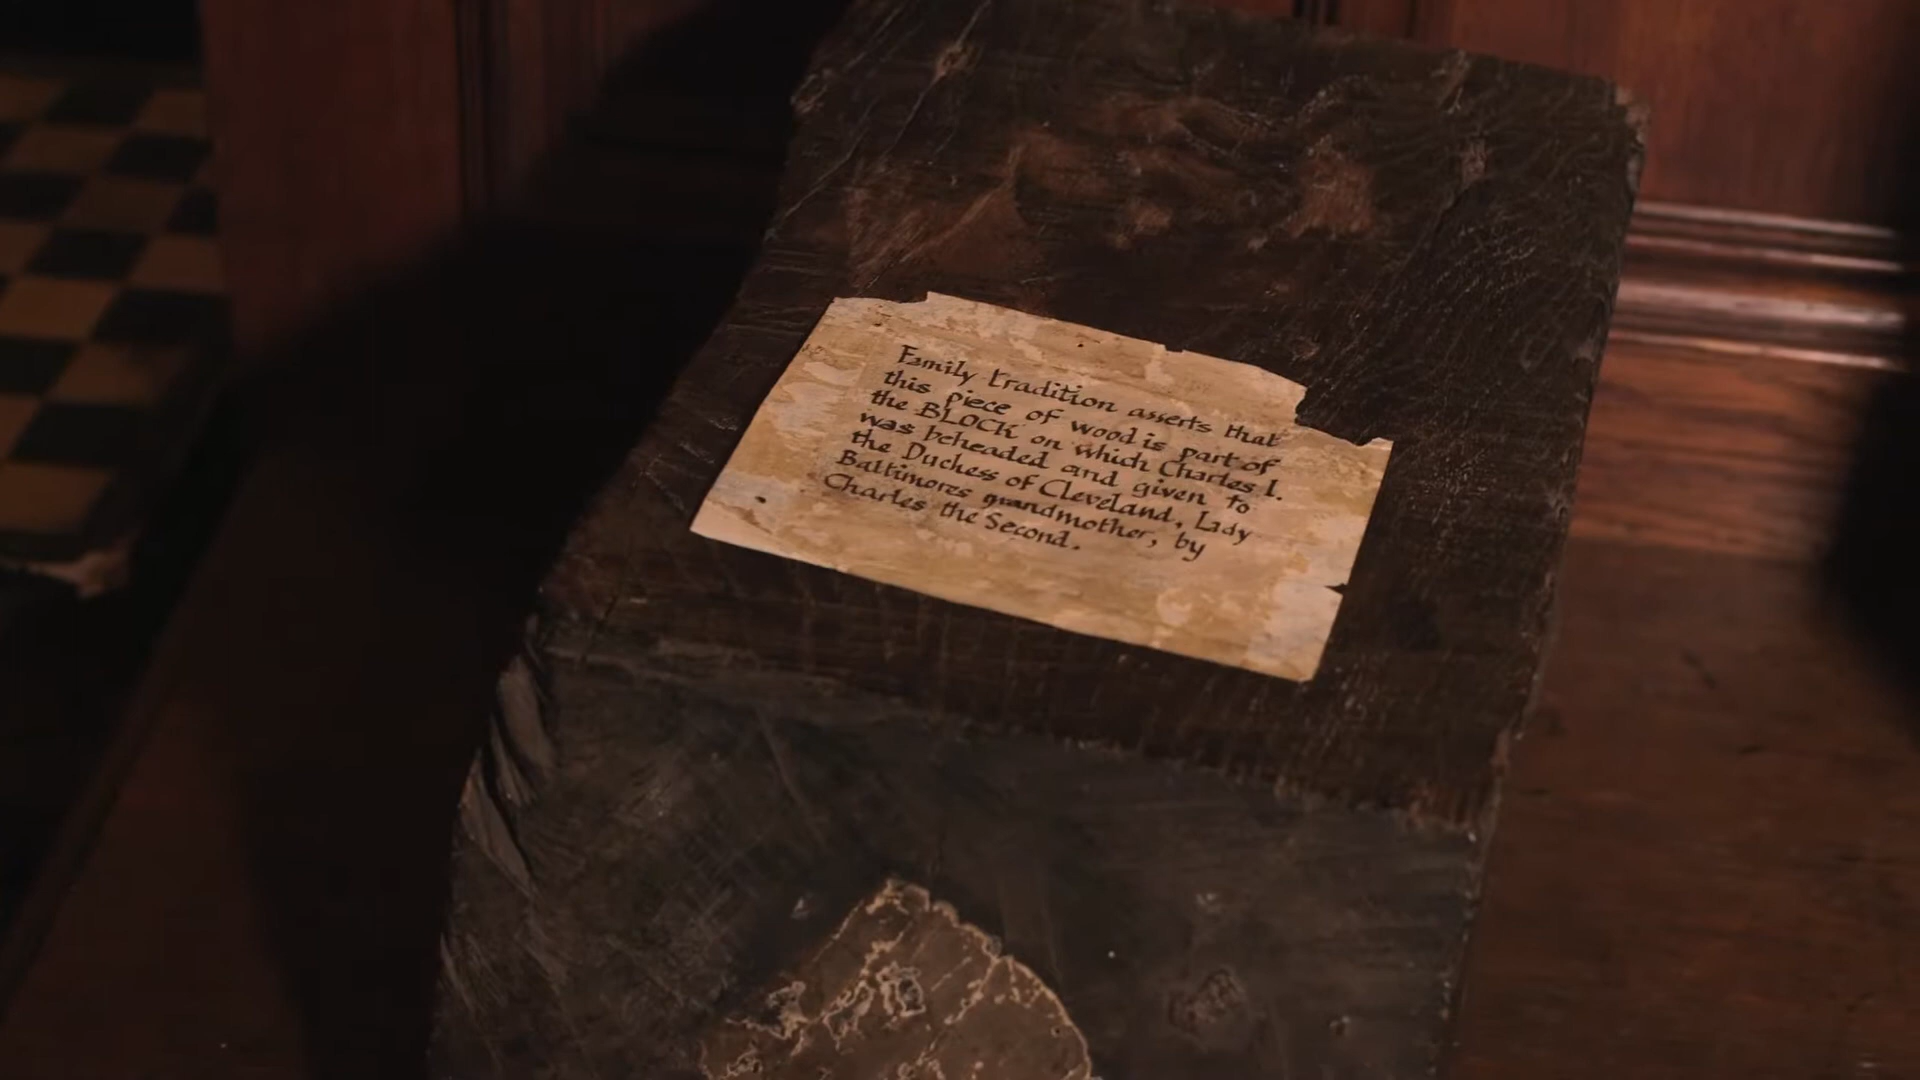 Family tradition asserts that
this piece of wood is part of
the BLOCK on which Charles I.
was beheaded and given to
the Duchess of Cleveland, Lady
Baltimores grandmother, by
Charles the Second.